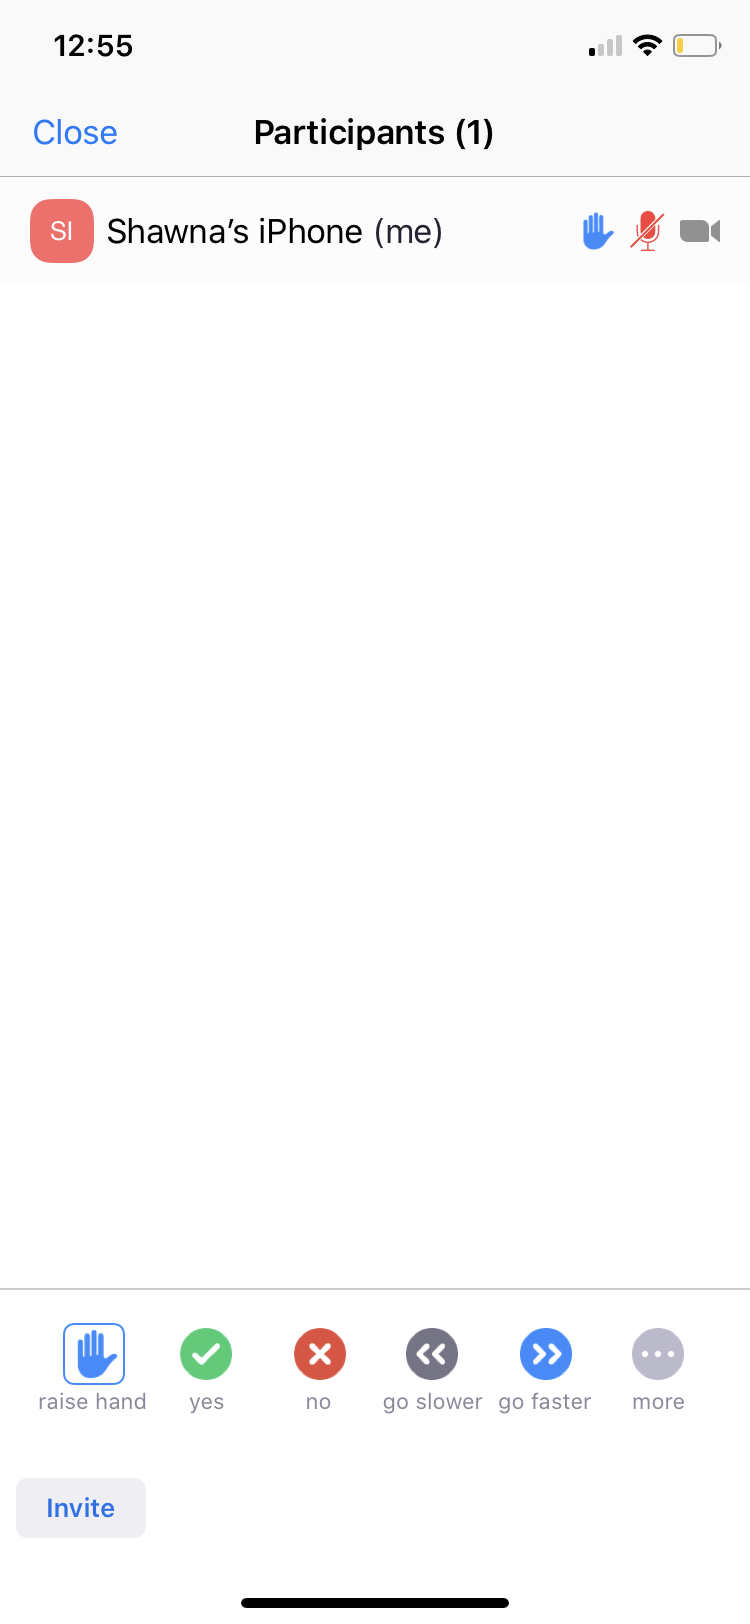 12:55
Close Participants (1)
SI Shawna’s iPhone (me)
raise hand yes no go slower go faster more
Invite